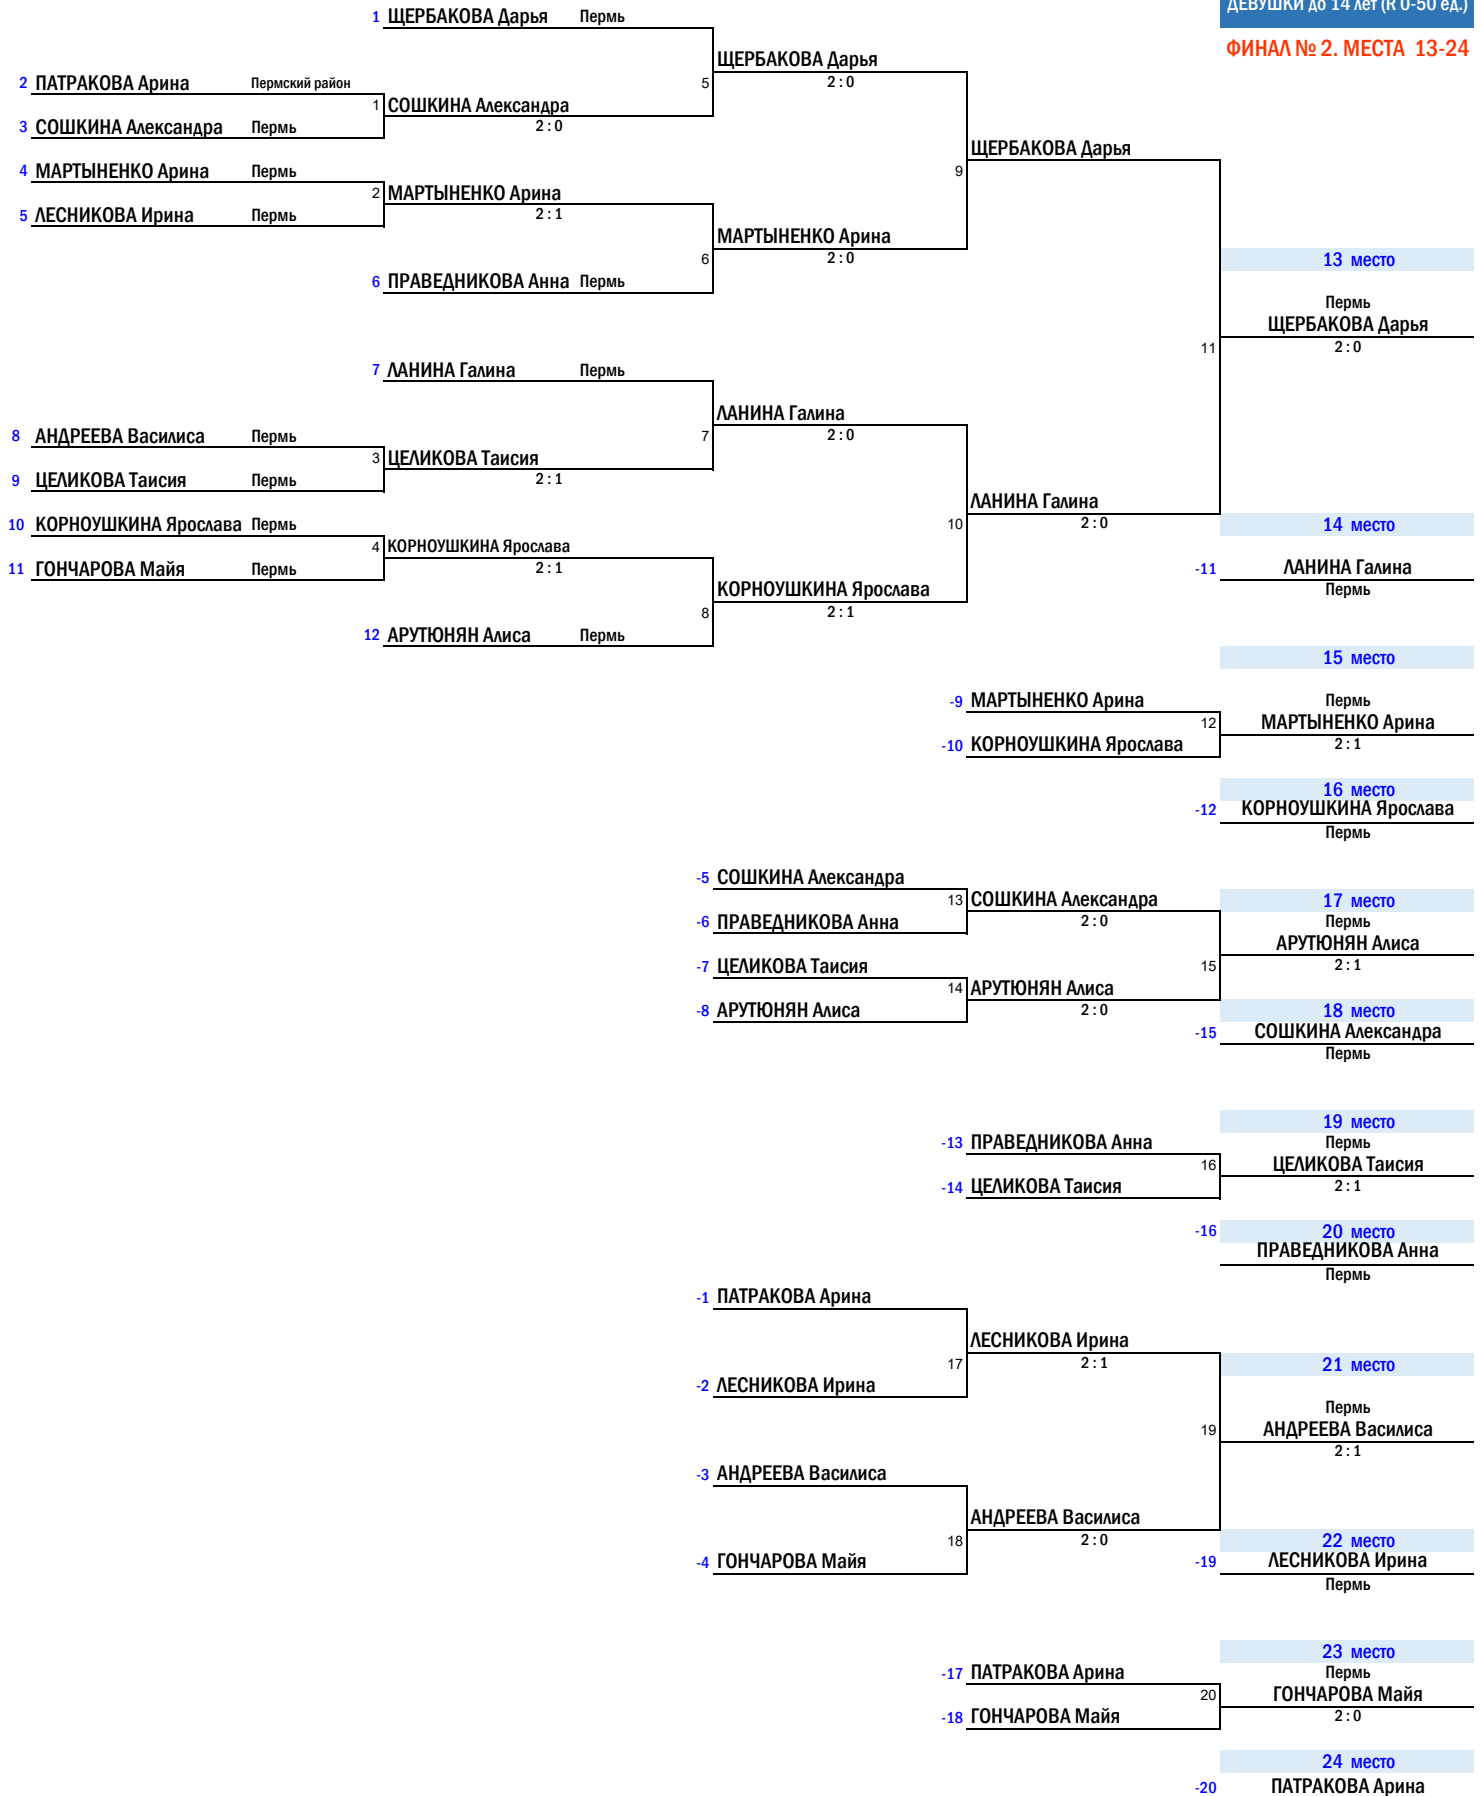 ДЕВУШКИ до 14 лет (R 0-50 ед.)
1 ЩЕРБАКОВА Дарья Пермь
ФИНАЛ № 2. МЕСТА 13-24
ЩЕРБАКОВА Дарья
2 ПАТРАКОВА Арина Пермский район 5 2 : 0
1 СОШКИНА Александра
3 СОШКИНА Александра Пермь 2 : 0
ЩЕРБАКОВА Дарья
4 МАРТЫНЕНКО Арина Пермь 9
2 МАРТЫНЕНКО Арина
5 ЛЕСНИКОВА Ирина Пермь 2 : 1
МАРТЫНЕНКО Арина
6 2 : 0 13 место
6 ПРАВЕДНИКОВА Анна Пермь
Пермь
ЩЕРБАКОВА Дарья
11 2 : 0
7 ЛАНИНА Галина Пермь
ЛАНИНА Галина
8 АНДРЕЕВА Василиса Пермь 7 2 : 0
3 ЦЕЛИКОВА Таисия
9 ЦЕЛИКОВА Таисия Пермь 2 : 1
ЛАНИНА Галина
10 КОРНОУШКИНА Ярослава Пермь 10 2 : 0 14 место
4 КОРНОУШКИНА Ярослава
11 ГОНЧАРОВА Майя Пермь 2 : 1 -11 ЛАНИНА Галина
КОРНОУШКИНА Ярослава Пермь
8 2 : 1
12 АРУТЮНЯН Алиса Пермь
15 место
-9 МАРТЫНЕНКО Арина Пермь
12 МАРТЫНЕНКО Арина
-10 КОРНОУШКИНА Ярослава 2 : 1
16 место
-12 КОРНОУШКИНА Ярослава
Пермь
-5 СОШКИНА Александра
13 СОШКИНА Александра 17 место
-6 ПРАВЕДНИКОВА Анна 2 : 0 Пермь
АРУТЮНЯН Алиса
-7 ЦЕЛИКОВА Таисия 15 2 : 1
14 АРУТЮНЯН Алиса
-8 АРУТЮНЯН Алиса 2 : 0 18 место
-15 СОШКИНА Александра
Пермь
19 место
-13 ПРАВЕДНИКОВА Анна Пермь
16 ЦЕЛИКОВА Таисия
-14 ЦЕЛИКОВА Таисия 2 : 1
-16 20 место
ПРАВЕДНИКОВА Анна
Пермь
-1 ПАТРАКОВА Арина
ЛЕСНИКОВА Ирина
17 2 : 1 21 место
-2 ЛЕСНИКОВА Ирина
Пермь
19 АНДРЕЕВА Василиса
2 : 1
-3 АНДРЕЕВА Василиса
АНДРЕЕВА Василиса
18 2 : 0 22 место
-4 ГОНЧАРОВА Майя -19 ЛЕСНИКОВА Ирина
Пермь
23 место
-17 ПАТРАКОВА Арина Пермь
20 ГОНЧАРОВА Майя
-18 ГОНЧАРОВА Майя 2 : 0
24 место
-20 ПАТРАКОВА Арина